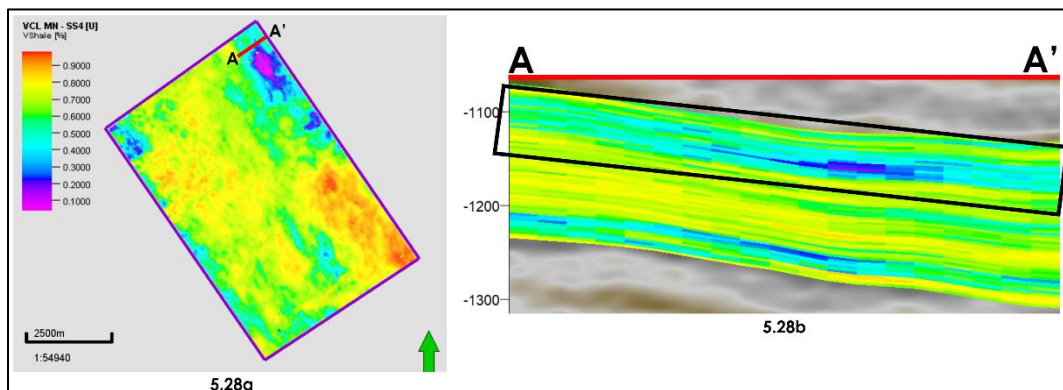 VCL MN - SS4 [U]
VShale [%]
0.9000
0.8000
0.7000
0.6000
0.5000
0.4000
0.3000
0.2000
0.1000
A
A'
2500m
1:54940
5.28a
A
A'
-1100
-1200
-1300
5.28b